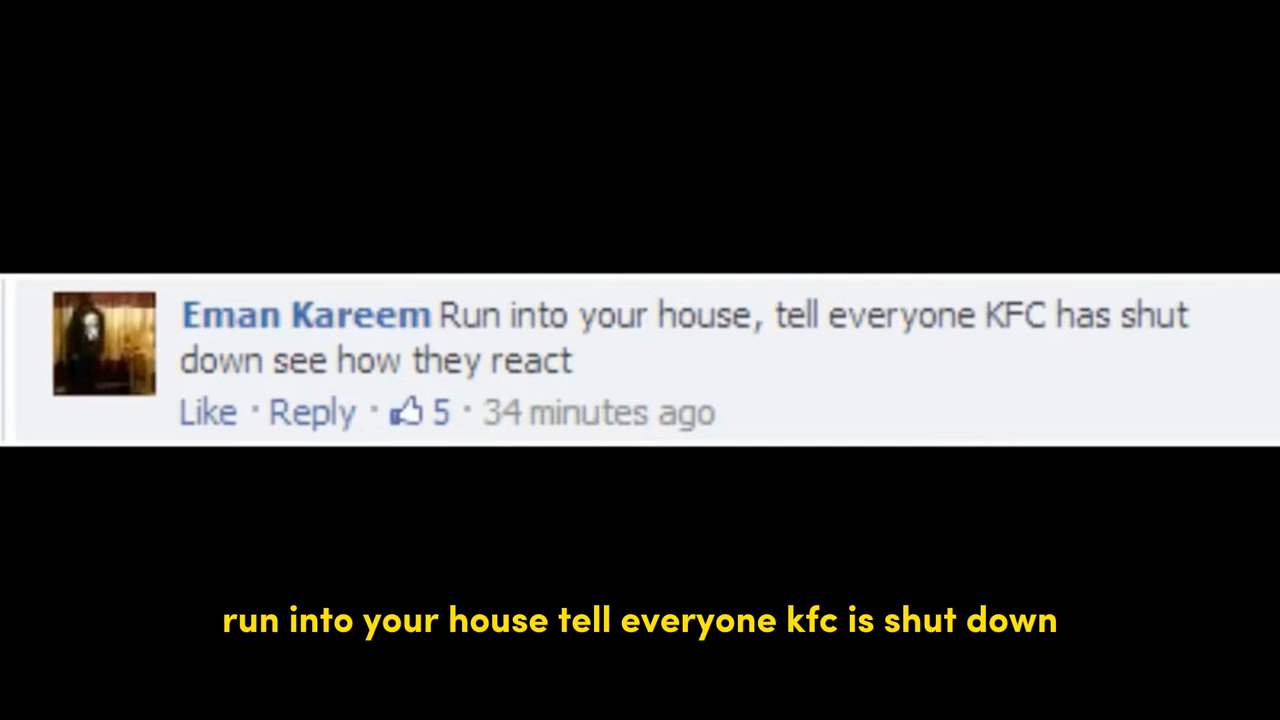 Eman Kareem Run into your house, tell everyone KFC has shut
down see how they react
Like · Reply · 5 · 34 minutes ago
run into your house tell everyone kfc is shut down